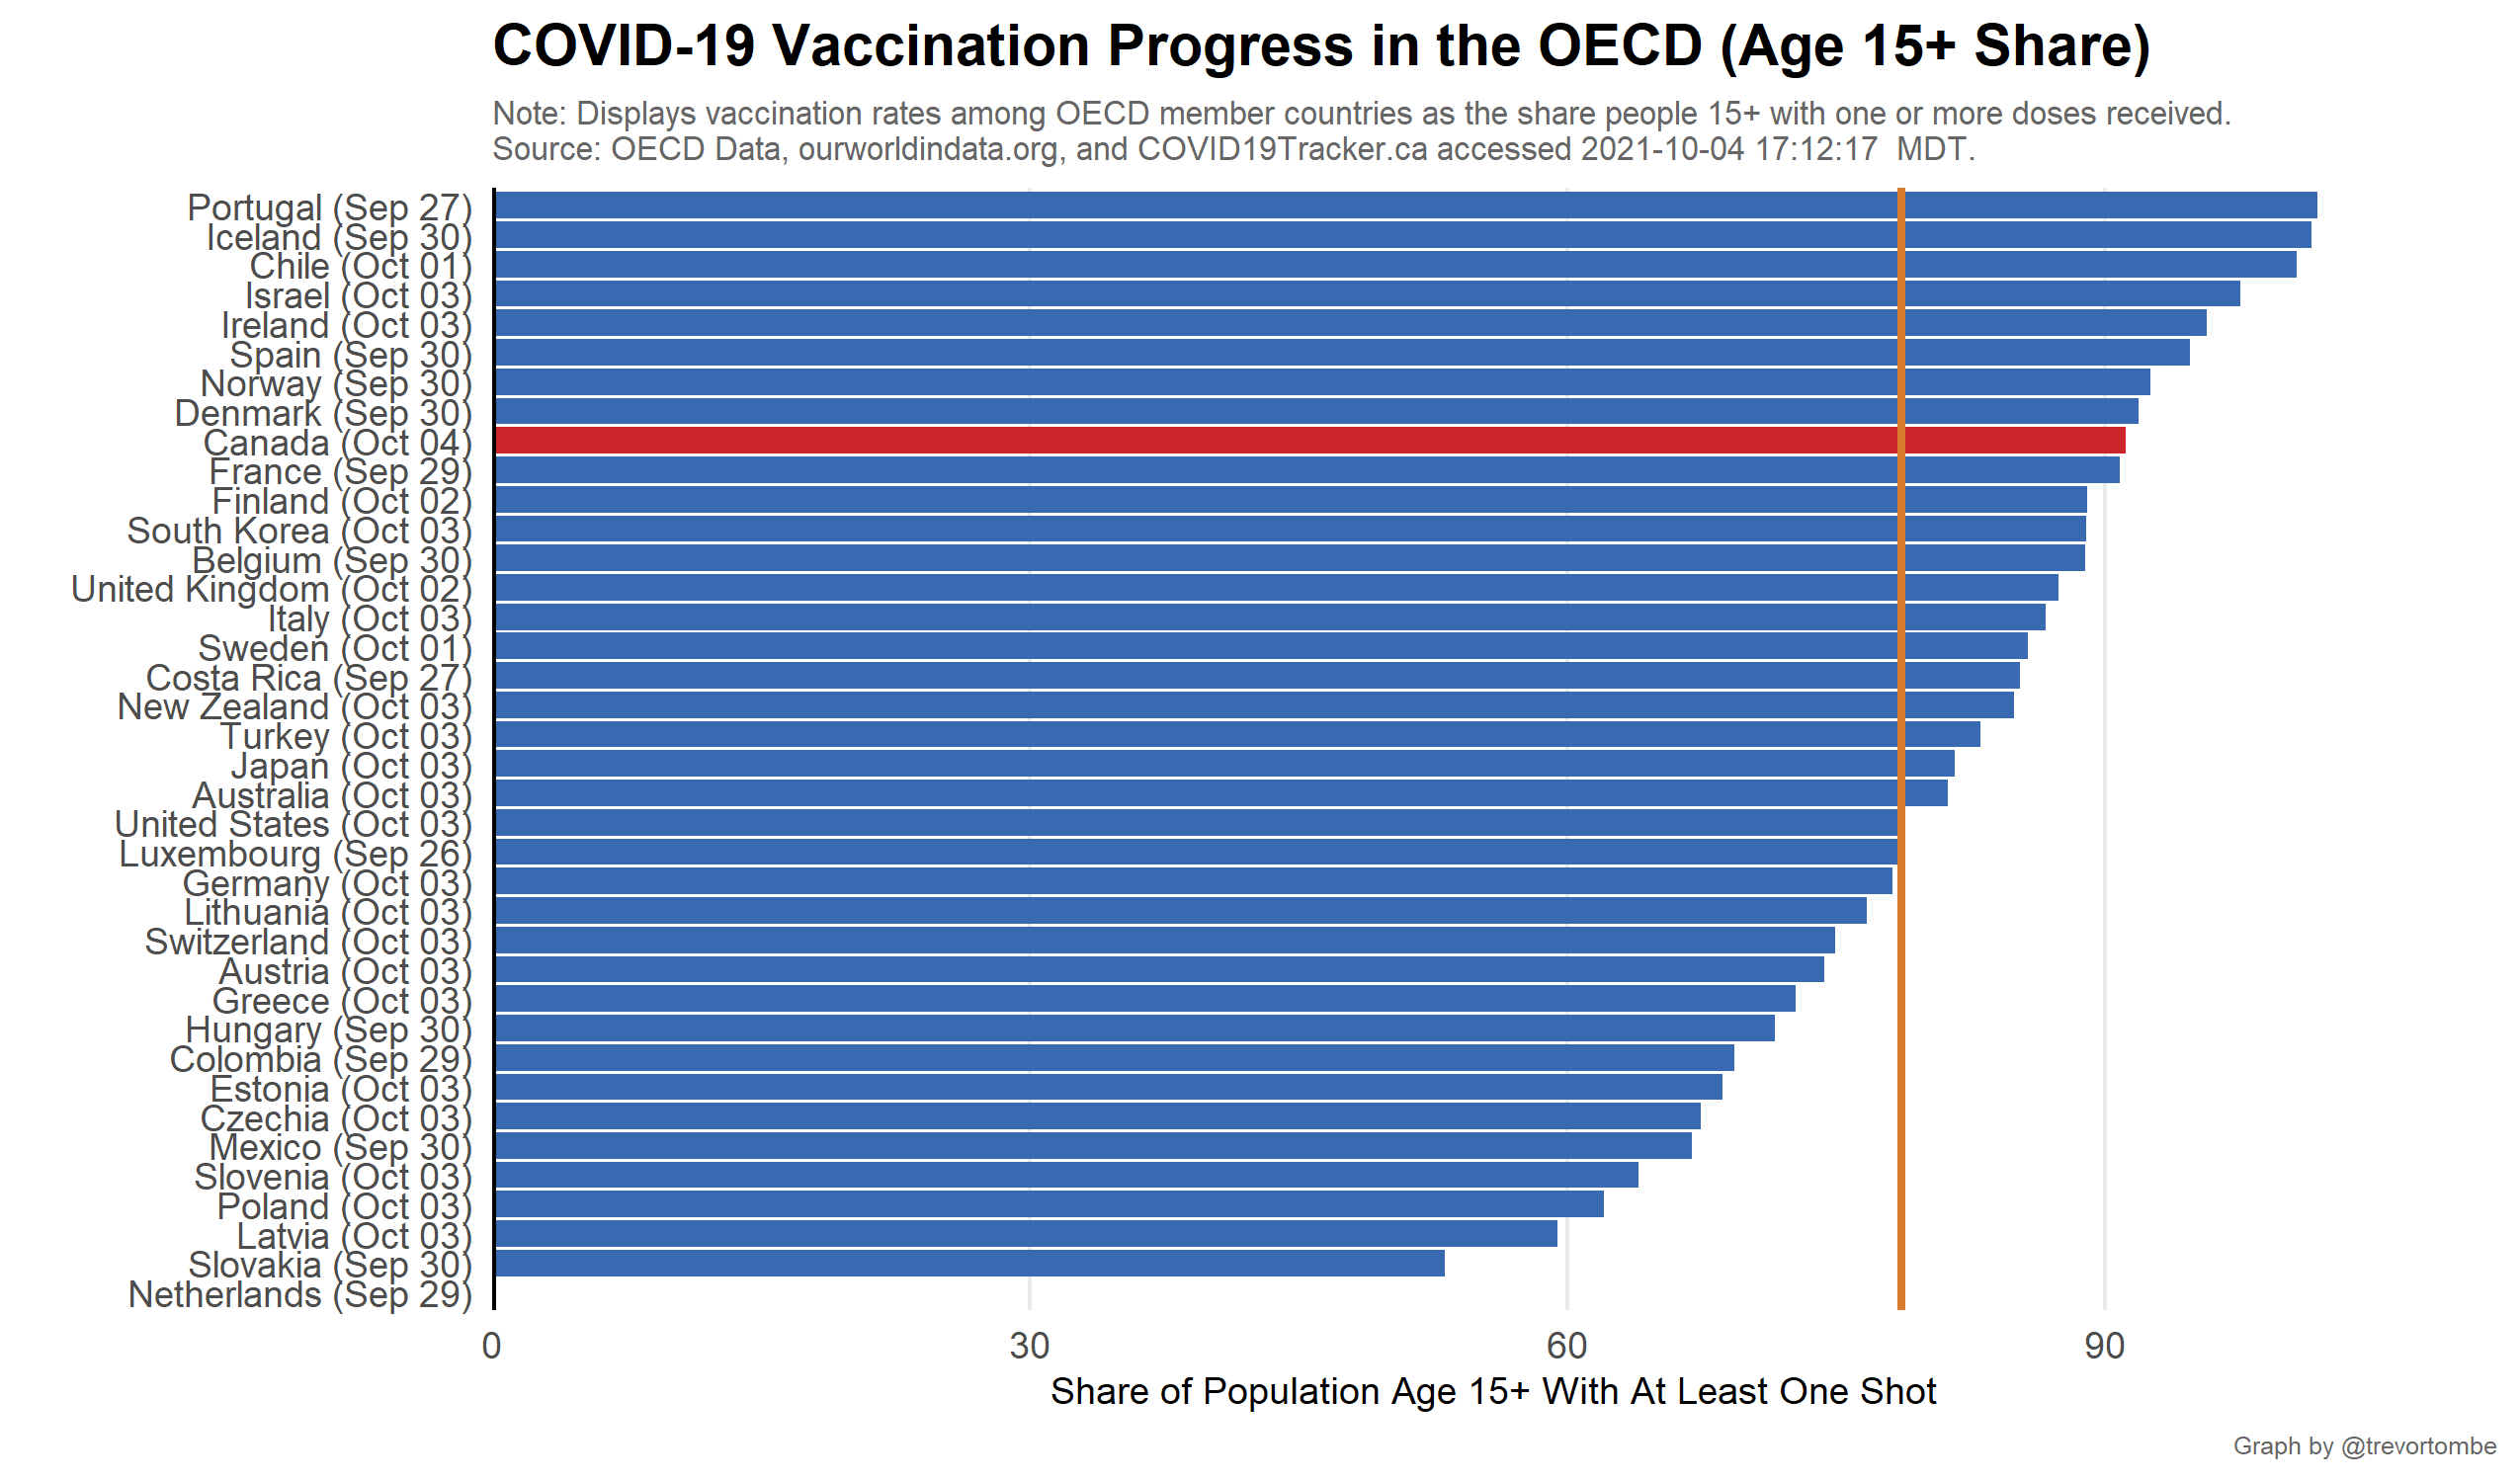 COVID-19 Vaccination Progress in the OECD (Age 15+ Share)
Note: Displays vaccination rates among OECD member countries as the share people 15+ with one or more doses received.
Source: OECD Data, ourworldindata.org, and COVID19Tracker.ca accessed 2021-10-04 17:12:17  MDT.
Portugal (Sep 27)
Iceland (Sep 30)
Chile (Oct 01)
Israel (Oct 03)
Ireland (Oct 03)
Spain (Sep 30)
Norway (Sep 30)
Denmark (Sep 30)
Canada (Oct 04)
France (Sep 29)
Finland (Oct 02)
South Korea (Oct 03)
Belgium (Sep 30)
United Kingdom (Oct 02)
Italy (Oct 03)
Sweden (Oct 01)
Costa Rica (Sep 27)
New Zealand (Oct 03)
Turkey (Oct 03)
Japan (Oct 03)
Australia (Oct 03)
United States (Oct 03)
Luxembourg (Sep 26)
Germany (Oct 03)
Lithuania (Oct 03)
Switzerland (Oct 03)
Austria (Oct 03)
Greece (Oct 03)
Hungary (Sep 30)
Colombia (Sep 29)
Estonia (Oct 03)
Czechia (Oct 03)
Mexico (Sep 30)
Slovenia (Oct 03)
Poland (Oct 03)
Latvia (Oct 03)
Slovakia (Sep 30)
Netherlands (Sep 29)
0 30 60 90
Share of Population Age 15+ With At Least One Shot
Graph by @trevortombe